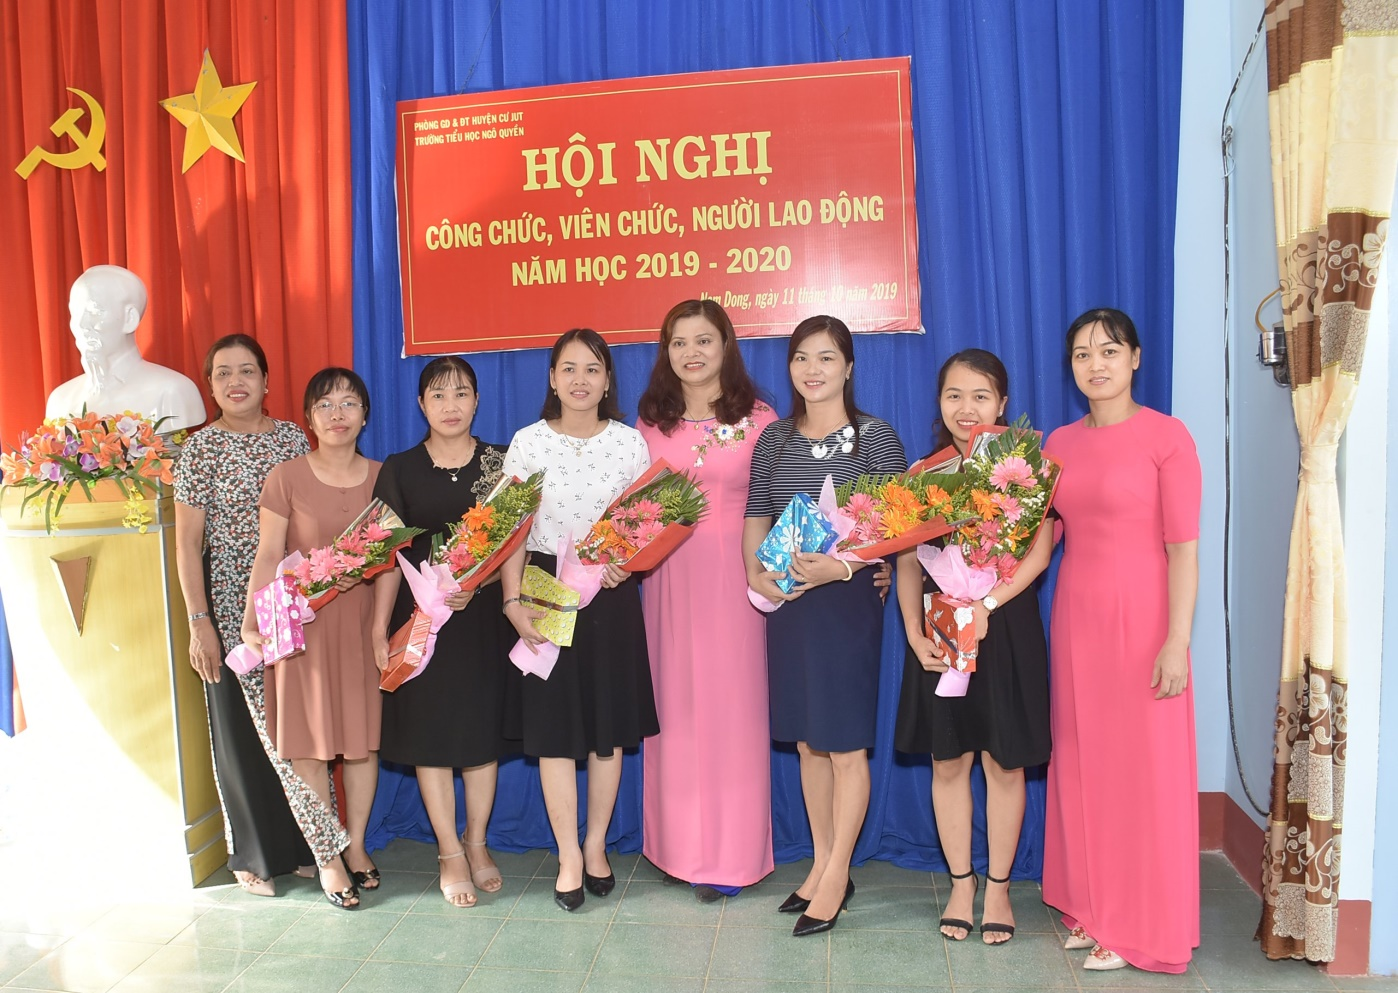 PHÒNG GD & ĐT HUYỆN CƯ JUT
TRƯỜNG TIỂU HỌC NGÔ QUYỀN
HỘI NGHỊ
CÔNG CHỨC, VIÊN CHỨC, NGƯỜI LAO ĐỘNG
NĂM HỌC 2019 - 2020
Nam Dong, ngày 11 tháng 10 năm 2019